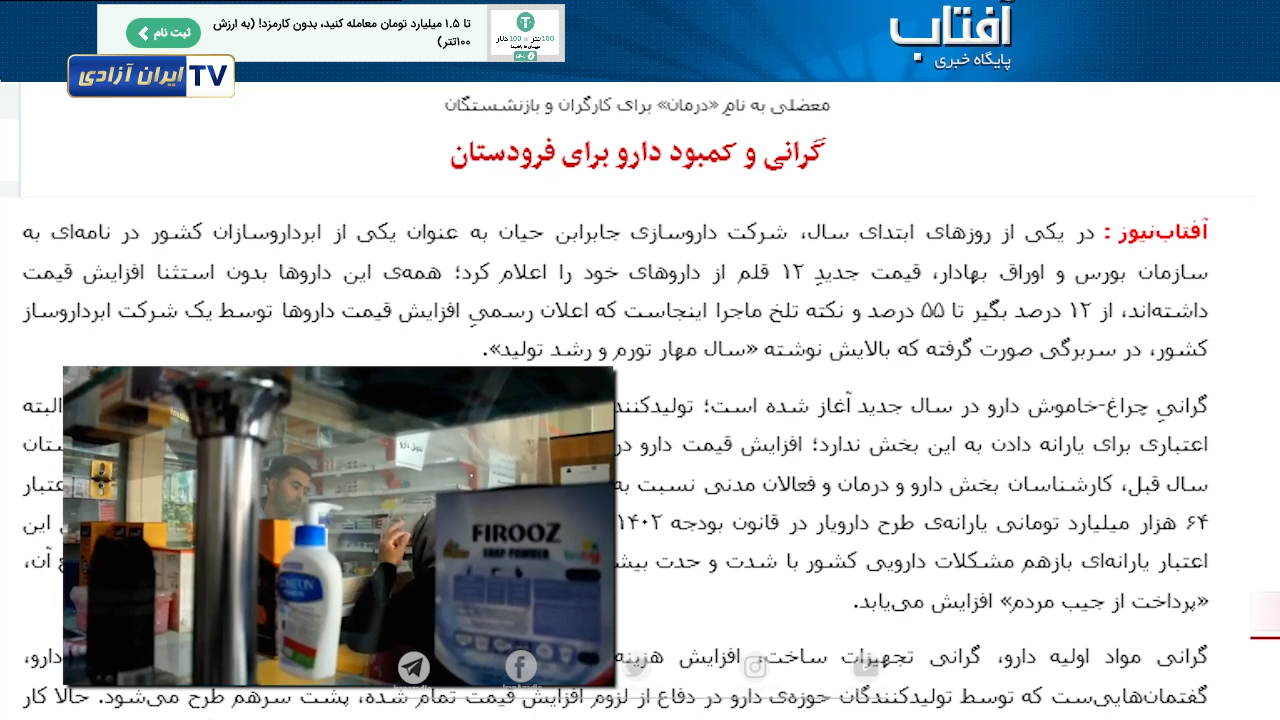 آفتاب
پایگاه خبری
تا ۱.۵ میلیارد تومان معامله کنید، بدون کارمزد! (به ارزش
۱۰۰تتر)
ثبت نام
ایران آزادی TV
معضلی به نامِ «درمان» برای کارگران و بازنشستگان
گرانی و کمبود دارو برای فرودستان
آفتاب‌‌نیوز : در یکی از روزهای ابتدای سال، شرکت داروسازی جابرابن حیان به عنوان یکی از ابرداروسازان کشور در نامه‌ای به
سازمان بورس و اوراق بهادار، قیمت جدیدِ ۱۲ قلم از داروهای خود را اعلام کرد؛ همه‌ی این داروها بدون استثنا افزایش قیمت
داشته‌اند، از ۱۲ درصد بگیر تا ۵۵ درصد و نکته تلخ ماجرا اینجاست که اعلان رسمیِ افزایش قیمت داروها توسط یک شرکت ابرداروساز
کشور، در سربرگی صورت گرفته که بالایش نوشته «سال مهار تورم و رشد تولید».
گرانیِ چراغ-خاموش دارو در سال جدید آغاز شده است؛ البته
اعتباری برای یارانه دادن به این بخش ندارد؛ افزایش قیمت دارو
سال قبل، کارشناسان بخش دارو و درمان و فعالان مدنی نسبت به
۶۴ هزار میلیارد تومانی یارانه‌ی طرح دارویار در قانون بودجه ۱۴۰۲ این
اعتبار یارانه‌ای بازهم مشکلات دارویی کشور با شدت و حدت آن،
«پرداخت از جیب مردم» افزایش می‌یابد.
گرانی مواد اولیه دارو، گرانی تجهیزات ساخت، افزایش دارو،
گفتمان‌هایی‌ست که توسط تولیدکنندگان حوزه‌ی دارو در دفاع از لزوم افزایش قیمت تمام شده، پشت سرهم طرح می‌شود. حالا کار
FIROOZ
SOAP POWDER